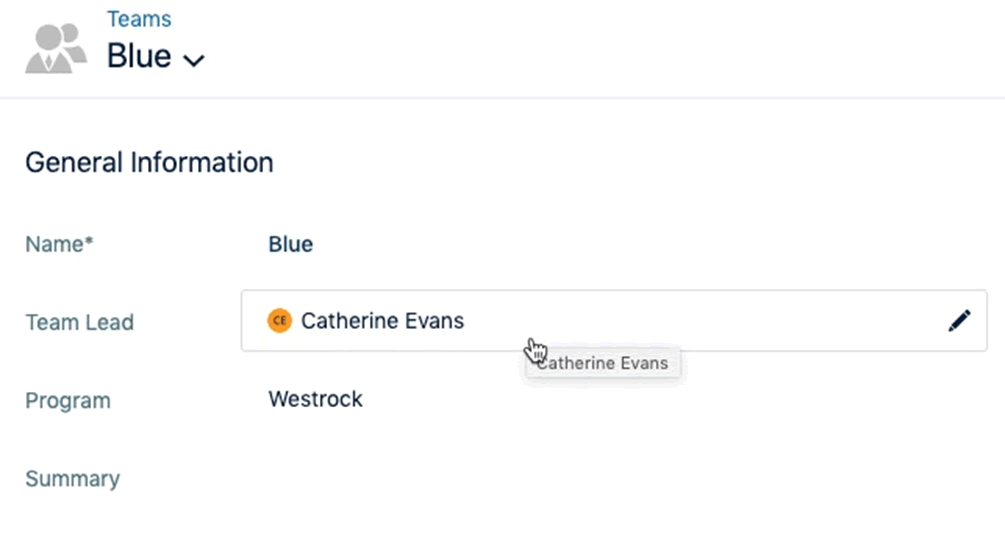 Teams
Blue
General Information
Name* Blue
Team Lead CE Catherine Evans
Catherine Evans
Program Westrock
Summary